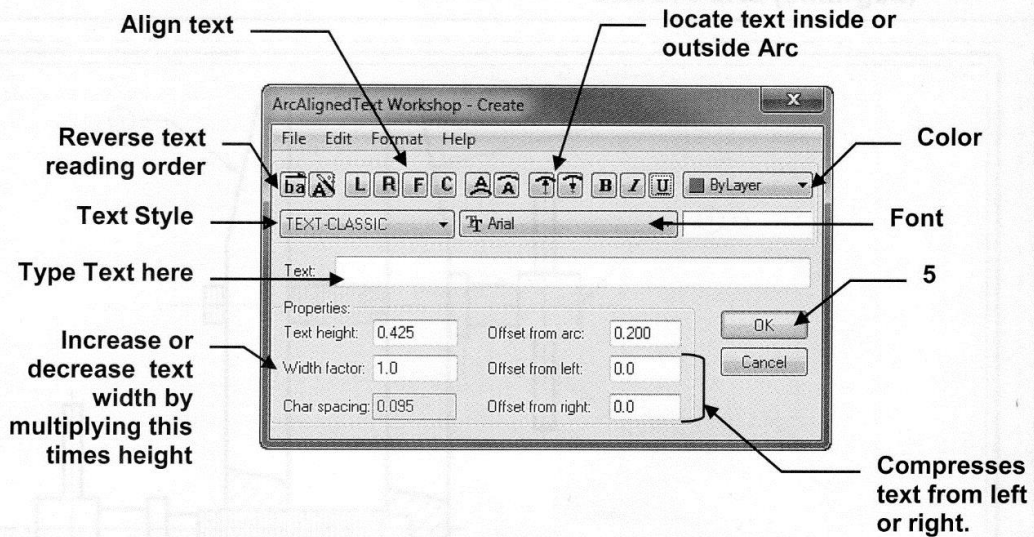 Align text
locate text inside or
outside Arc
ArcAlignedText Workshop - Create
X
File Edit Format Help
Reverse text
reading order
Color
ba A L R F C A A B I U ByLayer
Text Style
TEXT-CLASSIC
Arial
Font
Type Text here
Text:
5
Properties:
Text height: 0.425
Offset from arc: 0.200
OK
Increase or
decrease text
width by
multiplying this
times height
Width factor: 1.0
Offset from left: 0.0
Cancel
Char spacing: 0.095
Offset from right: 0.0
Compresses
text from left
or right.